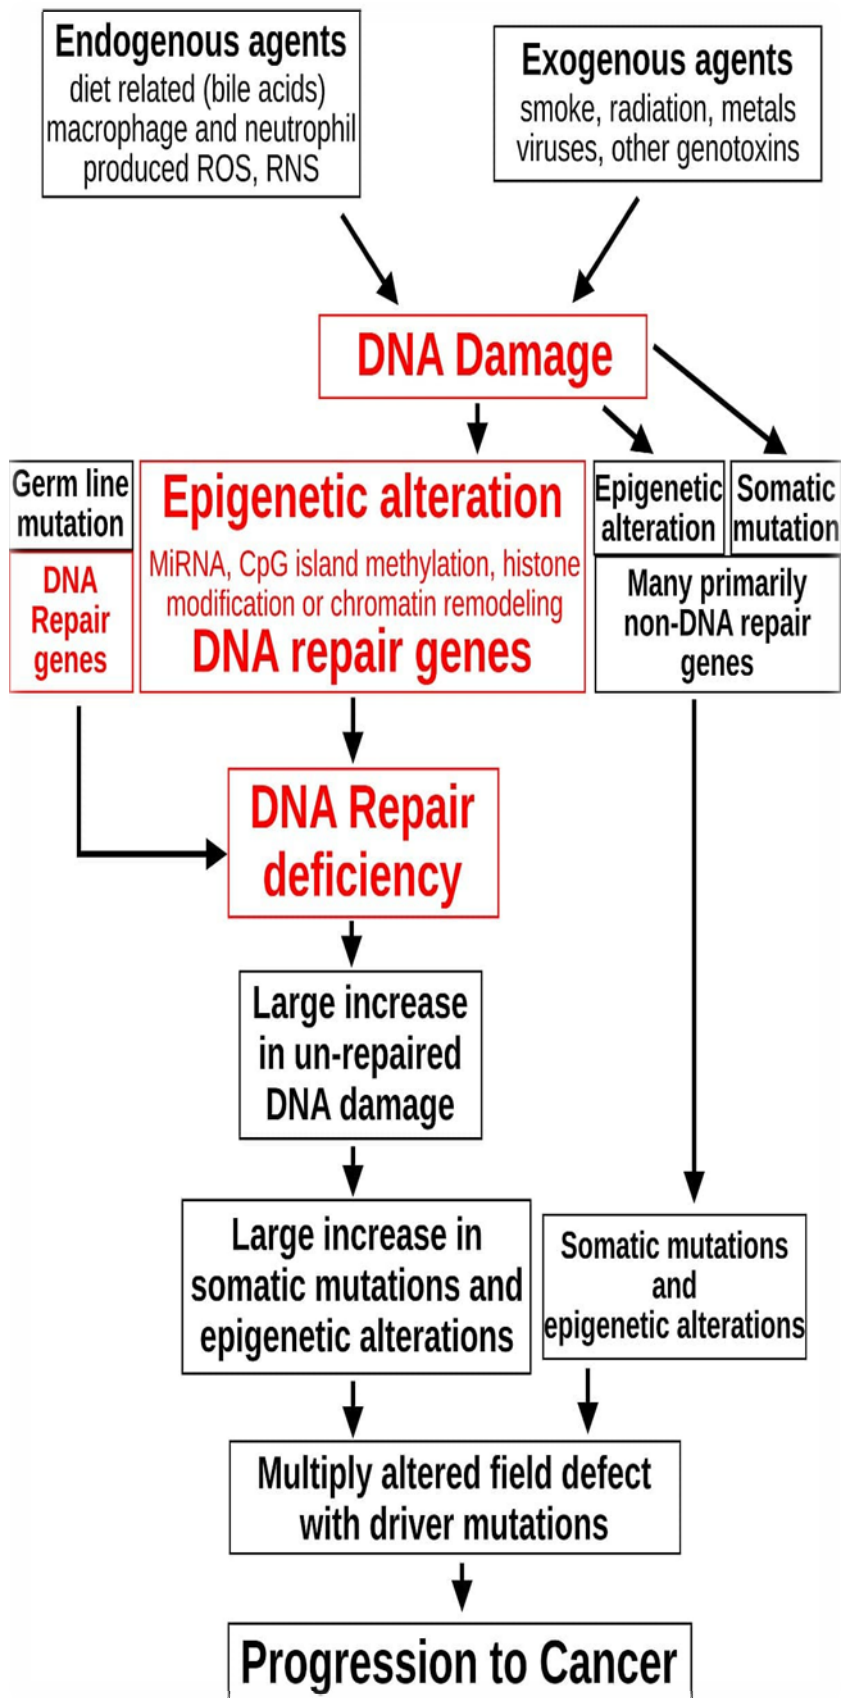 Endogenous agents
diet related (bile acids)
macrophage and neutrophil
produced ROS, RNS
Exogenous agents
smoke, radiation, metals
viruses, other genotoxins
DNA Damage
Germ line
mutation
DNA
Repair
genes
Epigenetic alteration
MiRNA, CpG island methylation, histone
modification or chromatin remodeling
DNA repair genes
Epigenetic
alteration
Somatic
mutation
Many primarily
non-DNA repair
genes
DNA Repair
deficiency
Large increase
in un-repaired
DNA damage
Large increase in
somatic mutations and
epigenetic alterations
Somatic mutations
and
epigenetic alterations
Multiply altered field defect
with driver mutations
Progression to Cancer